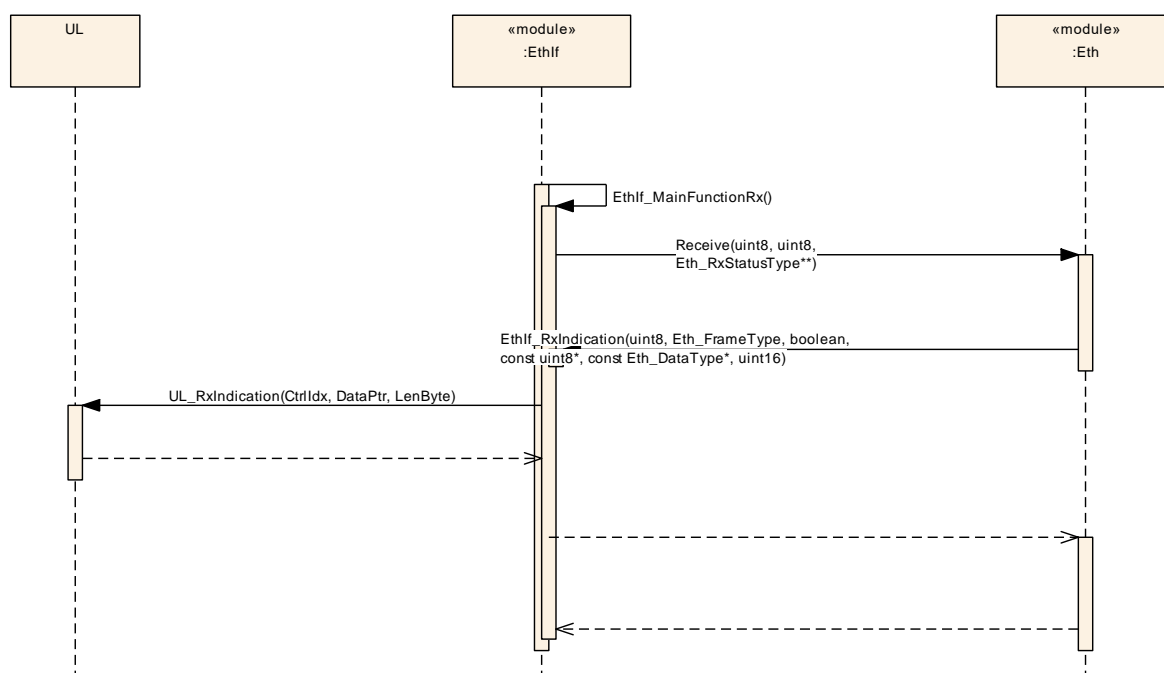 UL
«module»
:EthIf
«module»
:Eth
EthIf_MainFunctionRx()
Receive(uint8, uint8,
Eth_RxStatusType**)
EthIf_RxIndication(uint8, Eth_FrameType, boolean,
const uint8*, const Eth_DataType*, uint16)
UL_RxIndication(CtrlIdx, DataPtr, LenByte)